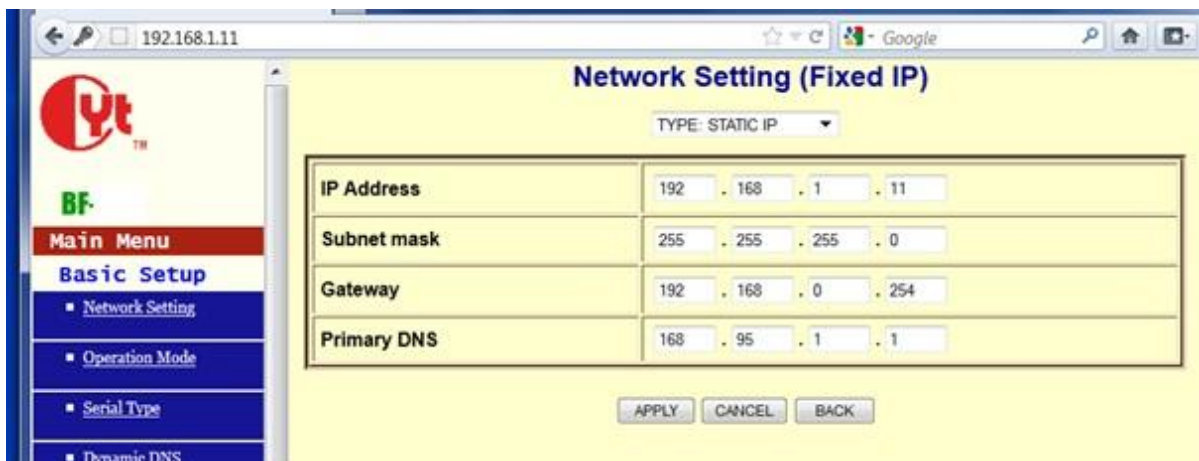 192.168.1.11
Google
Cyt
TM
BF-
Main Menu
Basic Setup
Network Setting
Operation Mode
Serial Type
Dynamic DNS
Network Setting (Fixed IP)
TYPE: STATIC IP
IP Address 192 . 168 . 1 . 11
Subnet mask 255 . 255 . 255 . 0
Gateway 192 . 168 . 0 . 254
Primary DNS 168 . 95 . 1 . 1
APPLY CANCEL BACK